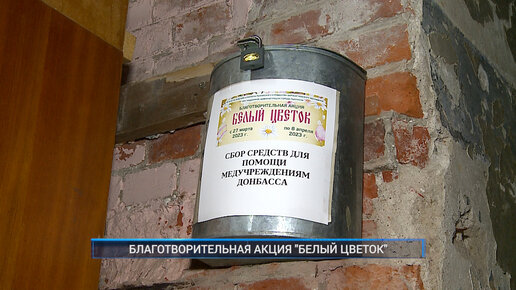 БЛАГОТВОРИТЕЛЬНАЯ АКЦИЯ
БЕЛЫЙ ЦВЕТОК
с 27 марта по 8 апреля
2023 г. 2023 г.
СБОР СРЕДСТВ ДЛЯ
ПОМОЩИ
МЕДУЧРЕЖДЕНИЯМ
ДОНБАССА
БЛАГОТВОРИТЕЛЬНАЯ АКЦИЯ "БЕЛЫЙ ЦВЕТОК"